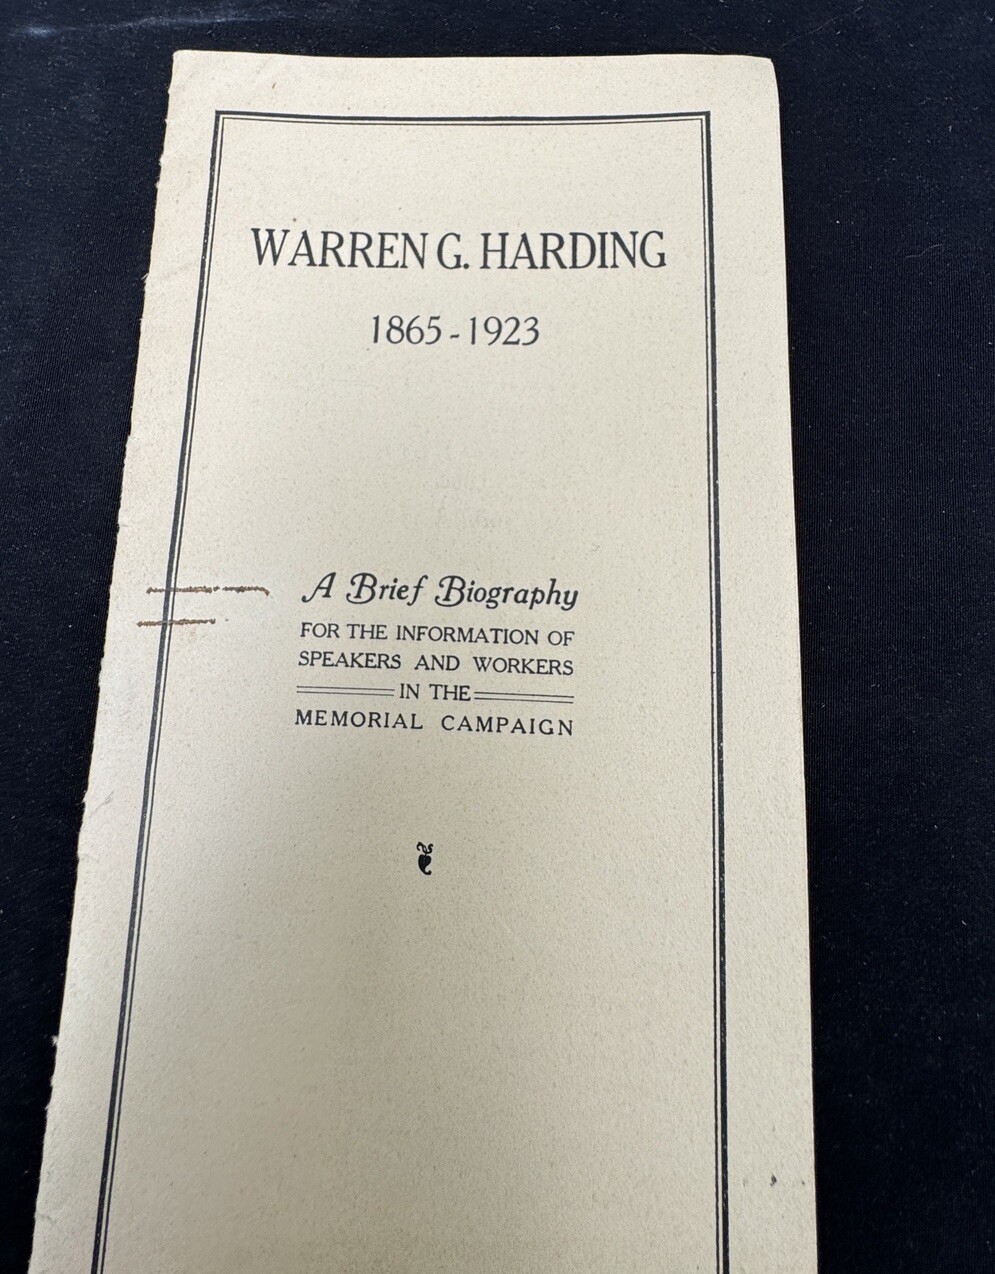 WARREN G. HARDING
1865-1923
A Brief Biography
FOR THE INFORMATION OF
SPEAKERS AND WORKERS
IN THE
MEMORIAL CAMPAIGN